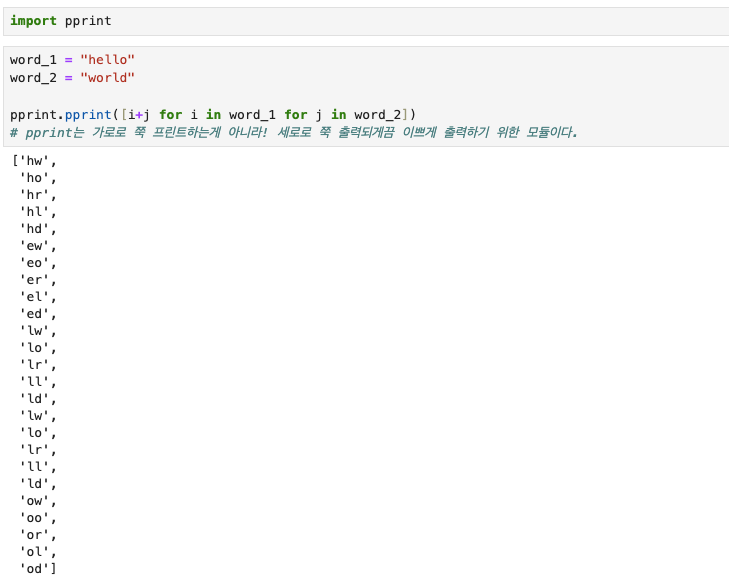 import pprint
word_1 = "hello"
word_2 = "world"
pprint.pprint([i+j for i in word_1 for j in word_2])
# pprint는 가로로 쭉 프린트하는게 아니라! 세로로 쭉 출력되게끔 이쁘게 출력하기 위한 모듈이다.
['hw',
 'ho',
 'hr',
 'hl',
 'hd',
 'ew',
 'eo',
 'er',
 'el',
 'ed',
 'lw',
 'lo',
 'lr',
 'll',
 'ld',
 'lw',
 'lo',
 'lr',
 'll',
 'ld',
 'ow',
 'oo',
 'or',
 'ol',
 'od']